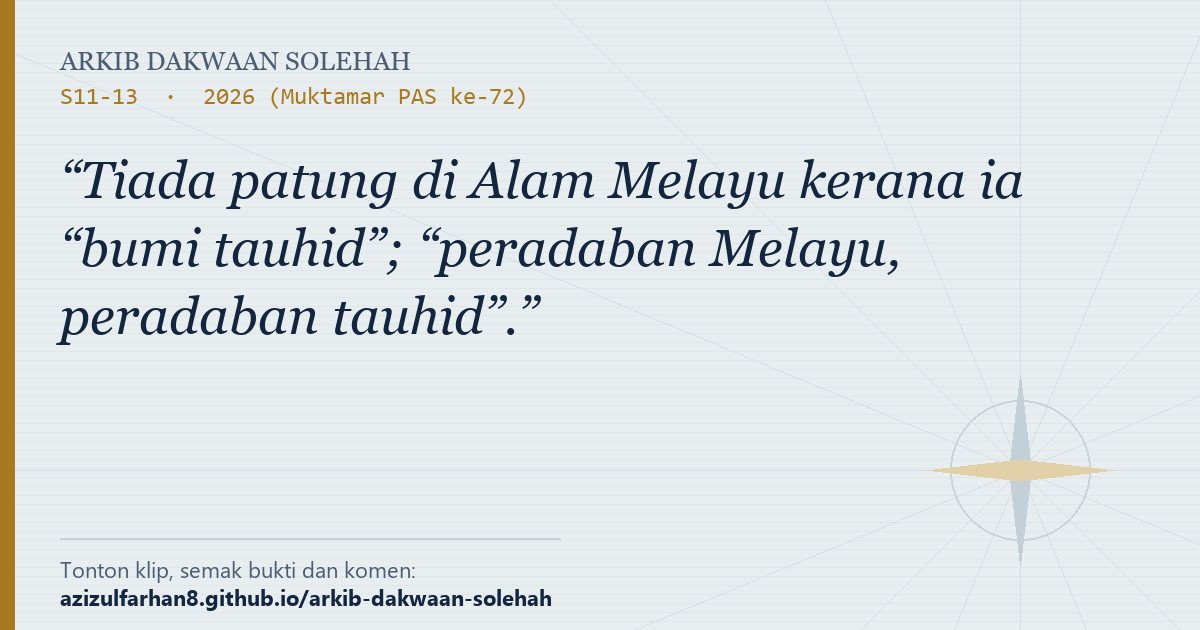 ARKIB DAKWAAN SOLEHAH
S11-13 · 2026 (Muktamar PAS ke-72)
“Tiada patung di Alam Melayu kerana ia
“bumi tauhid”; “peradaban Melayu,
peradaban tauhid”.”
Tonton klip, semak bukti dan komen:
azizulfarhan8.github.io/arkib-dakwaan-solehah